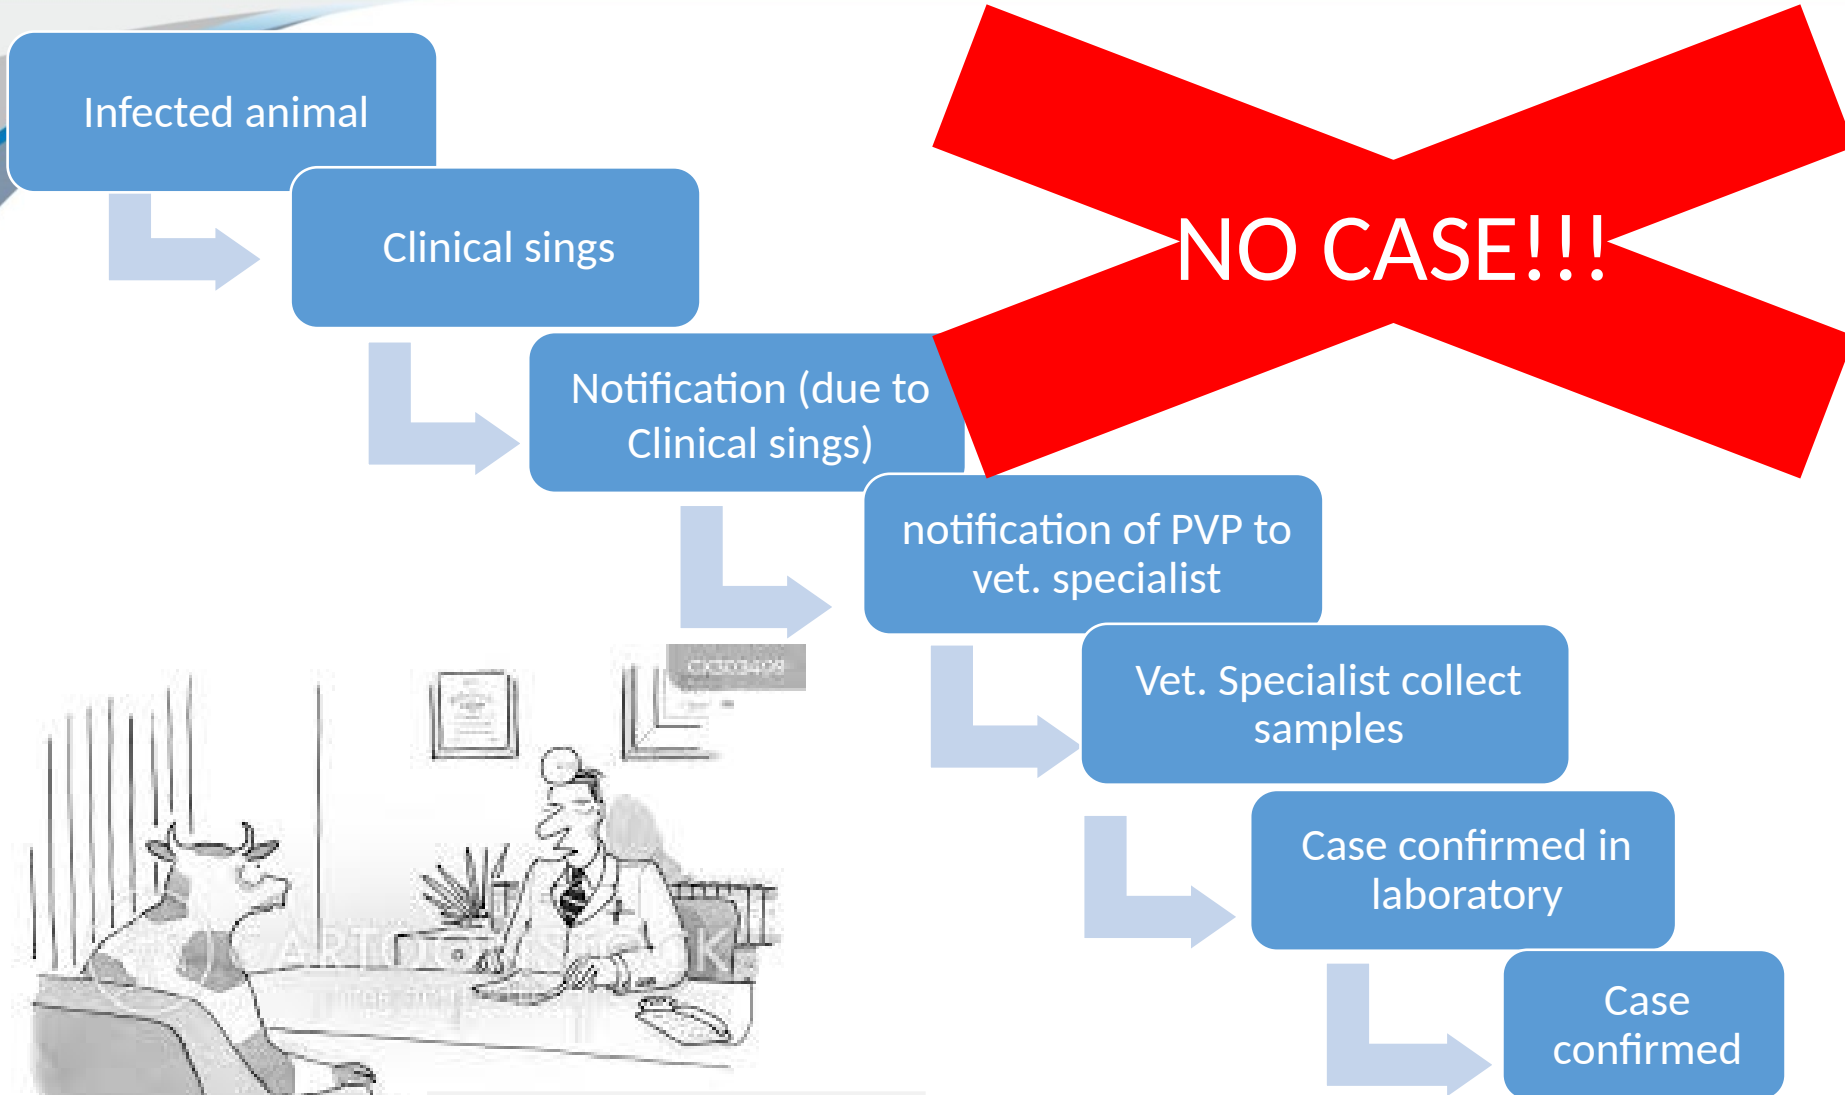 Infected animal
Clinical sings
NO CASE!!!
Notification (due to
Clinical sings)
notification of PVP to
vet. specialist
Vet. Specialist collect
samples
Case confirmed in
laboratory
Case
confirmed